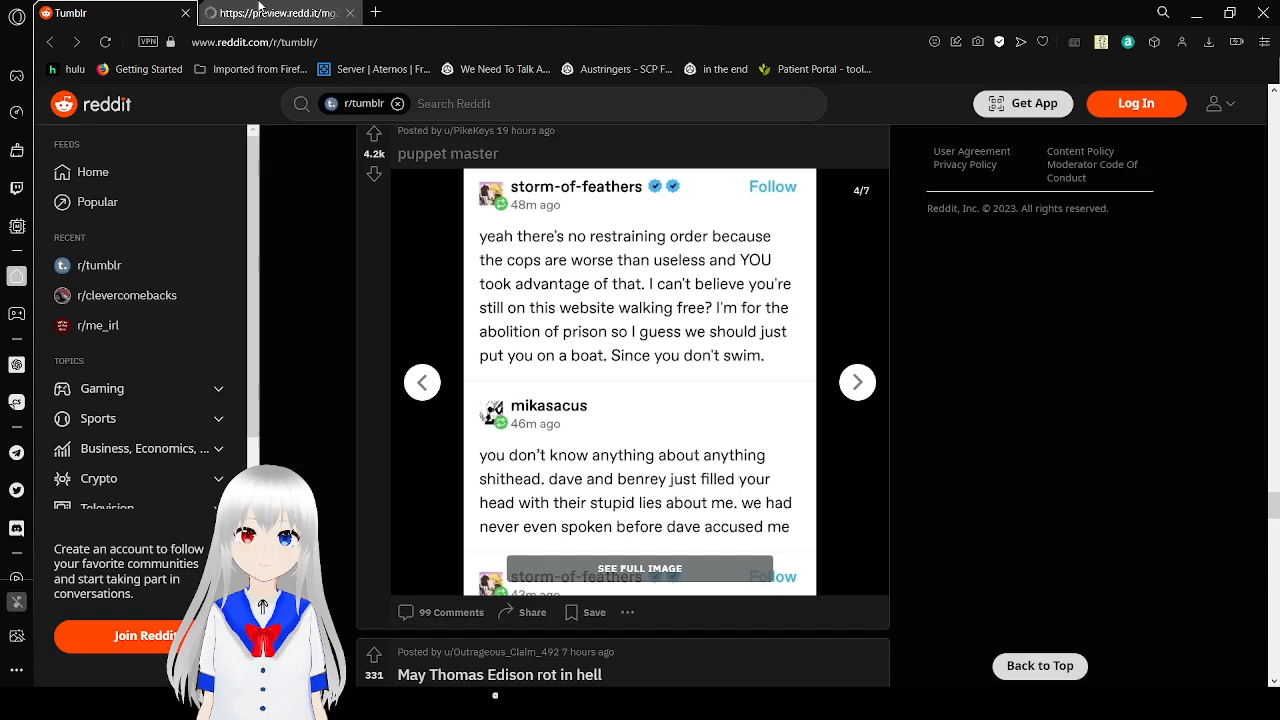 Tumblr
https://preview.redd.it/mg
VPN
www.reddit.com/r/tumblr/
h hulu
Getting Started
Imported from Firef...
Server | Aternos | Fr...
We Need To Talk A...
Austringers - SCP F...
in the end
Patient Portal - tool...
reddit
r/tumblr
Search Reddit
Get App
Log In
FEEDS
Home
Popular
RECENT
r/tumblr
r/clevercomebacks
r/me_irl
TOPICS
Gaming
Sports
Business, Economics, ...
Crypto
Television
Create an account to follow
your favorite communities
and start taking part in
conversations.
Join Reddit
Posted by u/PikeKeys 19 hours ago
4.2k
puppet master
4/7
storm-of-feathers
Follow
48m ago
yeah there's no restraining order because
the cops are worse than useless and YOU
took advantage of that. I can't believe you're
still on this website walking free? I'm for the
abolition of prison so I guess we should just
put you on a boat. Since you don't swim.
mikasacus
46m ago
you don't know anything about anything
shithead. dave and benrey just filled your
head with their stupid lies about me. we had
never even spoken before dave accused me
SEE FULL IMAGE
storm-of-feathers
Follow
43m ago
99 Comments
Share
Save
Posted by u/Outrageous_Claim_492 7 hours ago
331
May Thomas Edison rot in hell
User Agreement
Privacy Policy
Content Policy
Moderator Code Of
Conduct
Reddit, Inc. © 2023. All rights reserved.
Back to Top